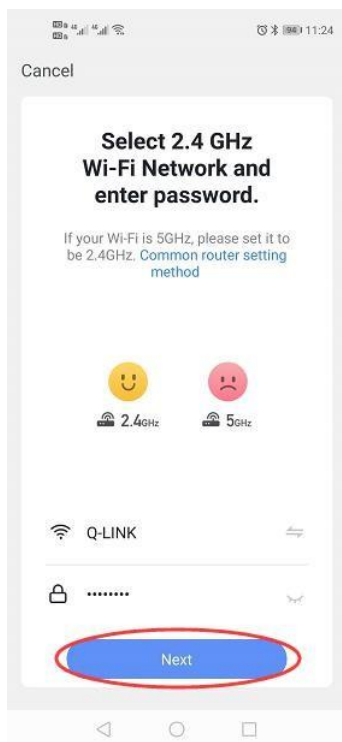 94 11:24
Cancel
Select 2.4 GHz
Wi-Fi Network and
enter password.
If your Wi-Fi is 5GHz, please set it to
be 2.4GHz. Common router setting
method
2.4GHz 5GHz
Q-LINK
••••••••
Next